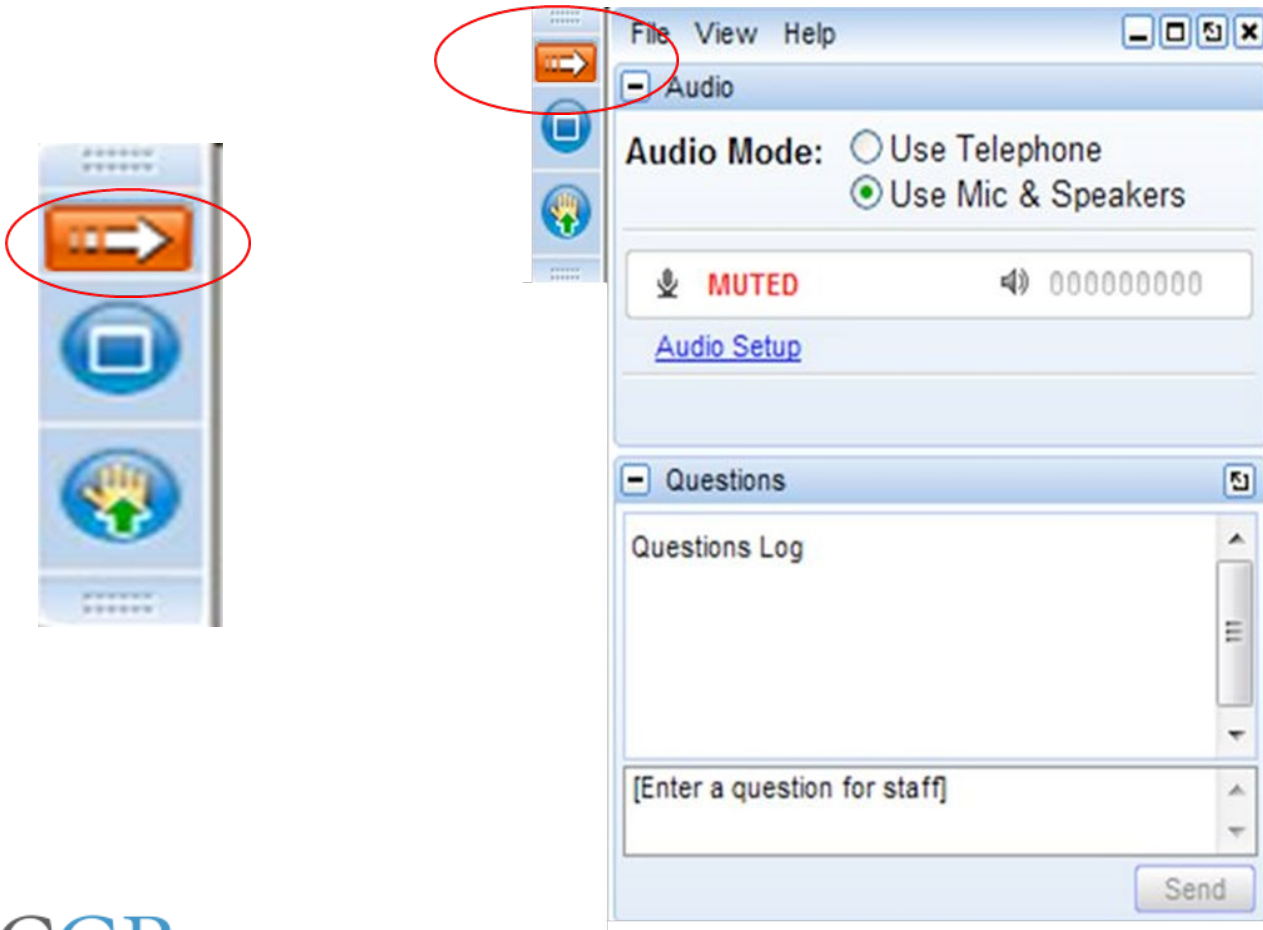 File View Help
Audio
Audio Mode: Use Telephone
Use Mic & Speakers
MUTED 000000000
Audio Setup
Questions
Questions Log
[Enter a question for staff]
Send